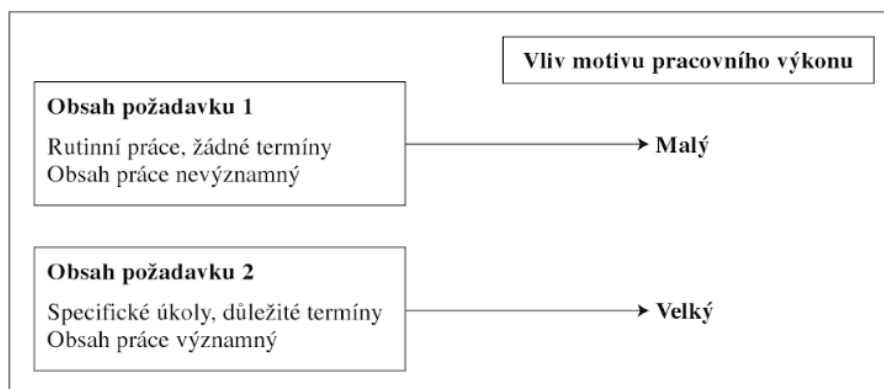 Vliv motivu pracovního výkonu
Obsah požadavku 1
Rutinní práce, žádné termíny
Obsah práce nevýznamný
Malý
Obsah požadavku 2
Specifické úkoly, důležité termíny
Obsah práce významný
Velký